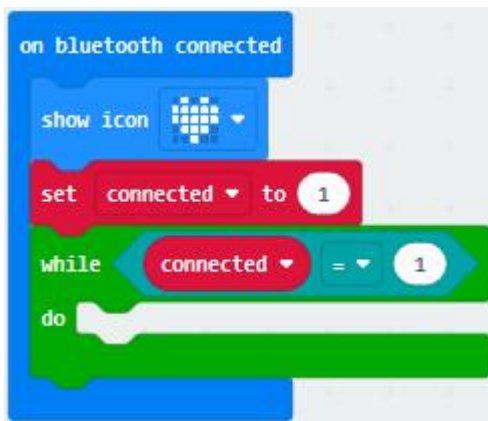 on bluetooth connected
show icon
set connected to 1
while connected = 1
do